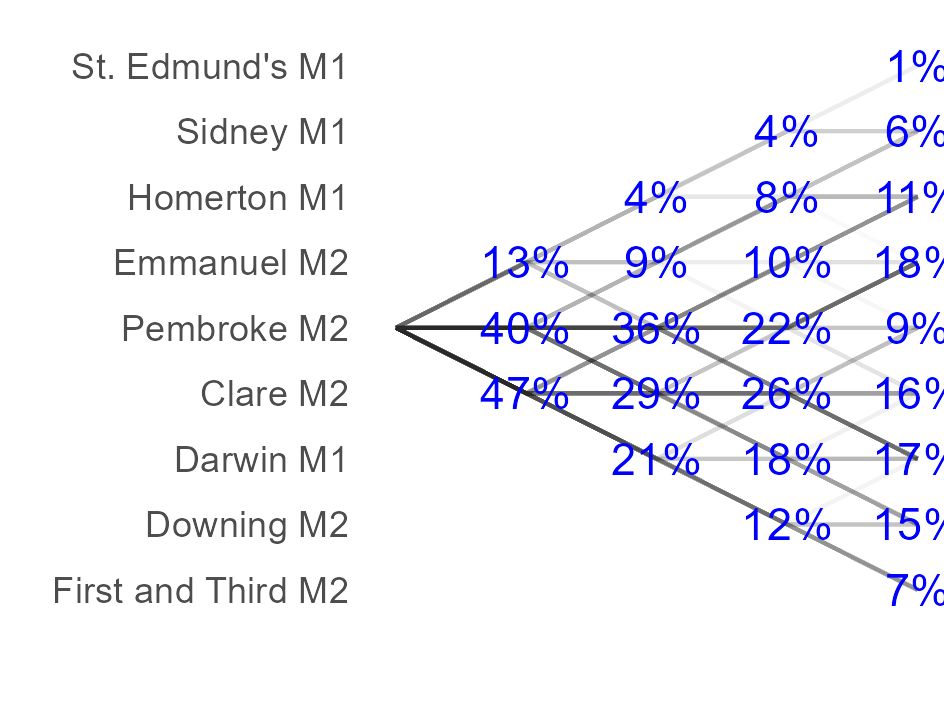 St. Edmund's M1 1%
Sidney M1 4% 6%
Homerton M1 4% 8% 11%
Emmanuel M2 13% 9% 10% 18%
Pembroke M2 40% 36% 22% 9%
Clare M2 47% 29% 26% 16%
Darwin M1 21% 18% 17%
Downing M2 12% 15%
First and Third M2 7%